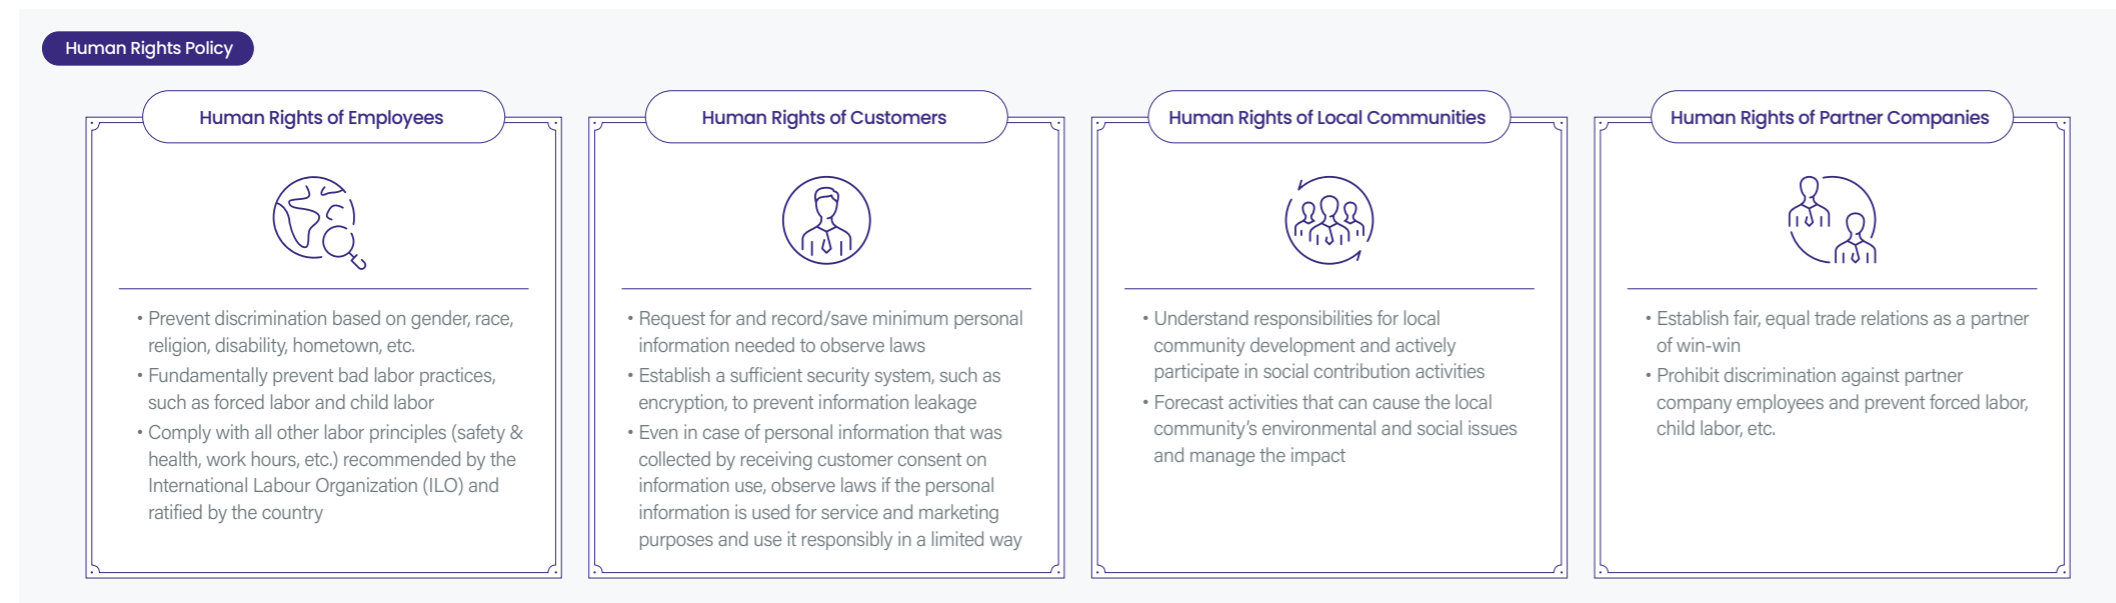 Human Rights Policy
Human Rights of Employees
• Prevent discrimination based on gender, race,
religion, disability, hometown, etc.
• Fundamentally prevent bad labor practices,
such as forced labor and child labor
• Comply with all other labor principles (safety &
health, work hours, etc.) recommended by the
International Labour Organization (ILO) and
ratified by the country
Human Rights of Customers
• Request for and record/save minimum personal
information needed to observe laws
• Establish a sufficient security system, such as
encryption, to prevent information leakage
• Even in case of personal information that was
collected by receiving customer consent on
information use, observe laws if the personal
information is used for service and marketing
purposes and use it responsibly in a limited way
Human Rights of Local Communities
• Understand responsibilities for local
community development and actively
participate in social contribution activities
• Forecast activities that can cause the local
community’s environmental and social issues
and manage the impact
Human Rights of Partner Companies
• Establish fair, equal trade relations as a partner
of win-win
• Prohibit discrimination against partner
company employees and prevent forced labor,
child labor, etc.